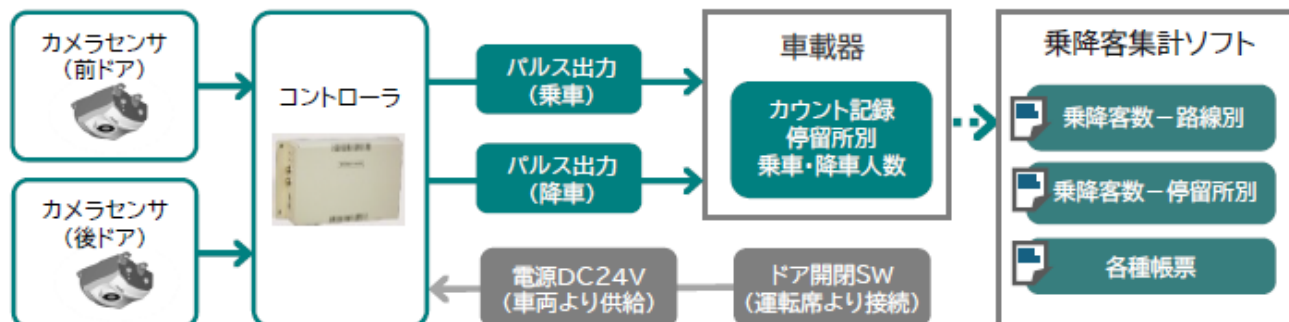 カメラセンサ
(前ドア)
カメラセンサ
(後ドア)
コントローラ
パルス出力
(乗車)
パルス出力
(降車)
電源DC24V
(車両より供給)
ドア開閉SW
(運転席より接続)
車載器
カウント記録
停留所別
乗車・降車人数
乗降客集計ソフト
乗降客数－路線別
乗降客数－停留所別
各種帳票